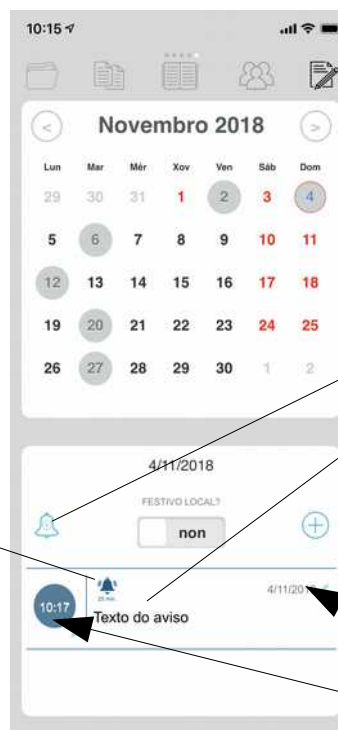 10:15
Novembro 2018
< >
Lun Mar Mér Xov Ven Sáb Dom
29 30 31 1 2 3 4
5 6 7 8 9 10 11
12 13 14 15 16 17 18
19 20 21 22 23 24 25
26 27 28 29 30 1 2
4/11/2018
FESTIVO LOCAL?
non
10:17
4/11/20
Texto do aviso